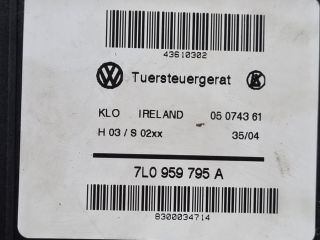 43610302
Tuersteuergerat
KLO IRELAND 05 0743 61
H 03 / S 02xx 35/04
7L0 959 795 A
8300034714